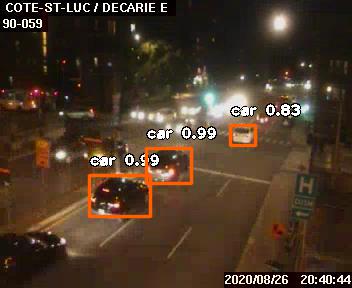 COTE-ST-LUC / DECARIE E
90-059
car 0.83
car 0.99
car 0.99
H
CUSM
2020/08/26 20:40:44